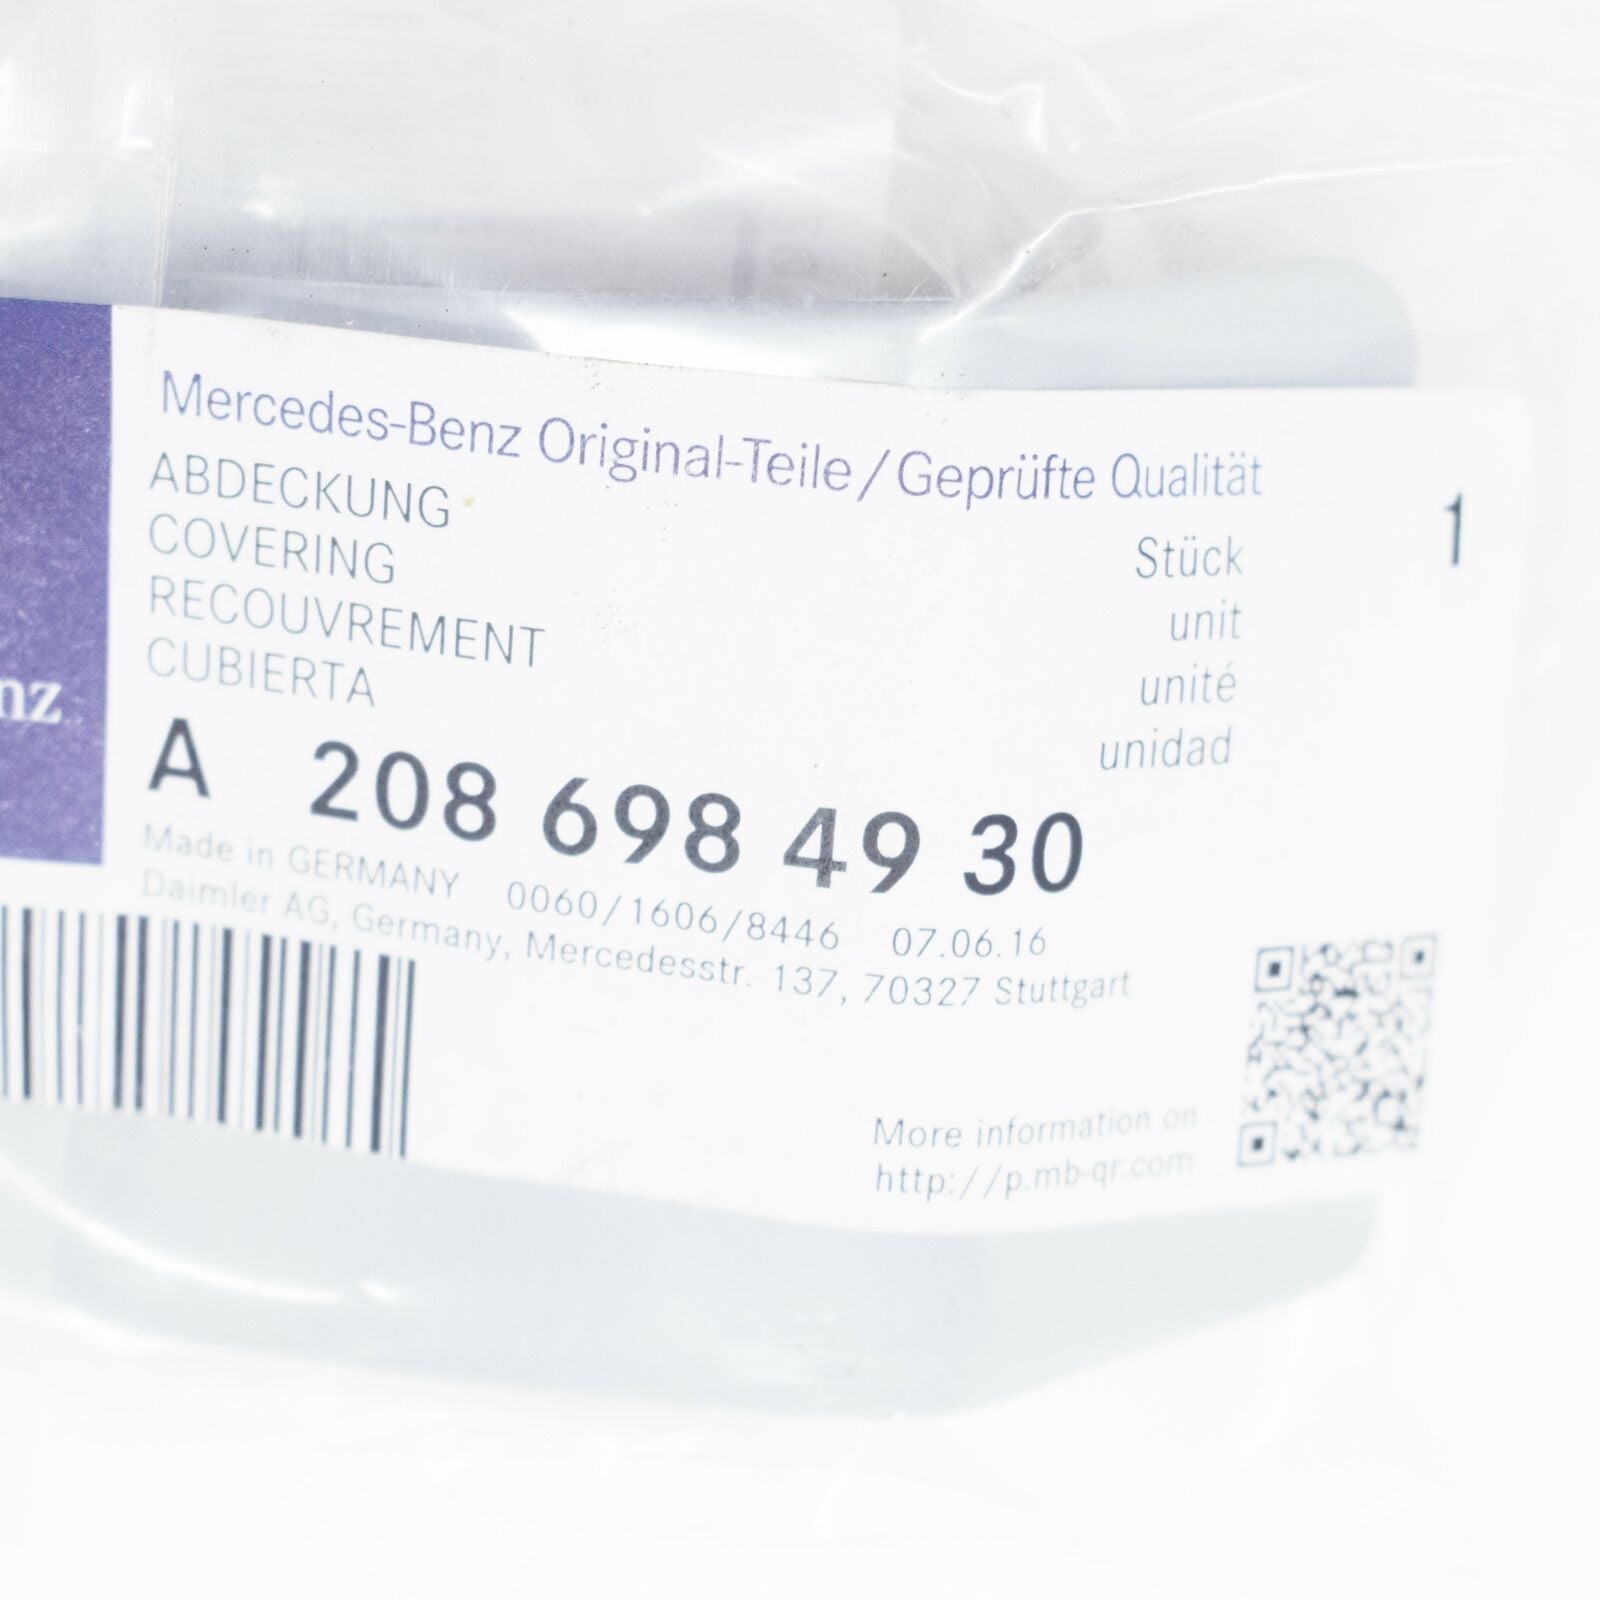 Mercedes-Benz Original-Teile / Geprüfte Qualität
ABDECKUNG
COVERING
RECOUVREMENT
CUBIERTA
Stück 1
unit
unité
unidad
nz
A 208 698 49 30
Made in GERMANY 0060/1606/8446 07.06.16
Daimler AG, Germany, Mercedesstr. 137, 70327 Stuttgart
More information on
http://p.mb-qr.com